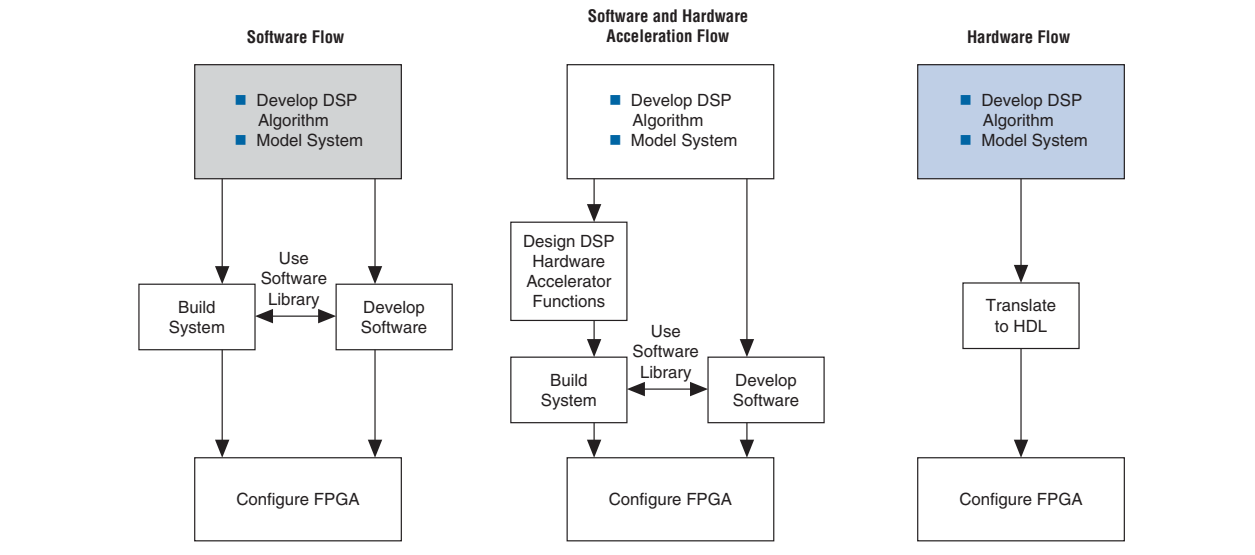 Software Flow
Develop DSP
Algorithm
Model System
Use
Software
Library
Build
System
Develop
Software
Configure FPGA
Software and Hardware
Acceleration Flow
Develop DSP
Algorithm
Model System
Design DSP
Hardware
Accelerator
Functions
Use
Software
Library
Build
System
Develop
Software
Configure FPGA
Hardware Flow
Develop DSP
Algorithm
Model System
Translate
to HDL
Configure FPGA